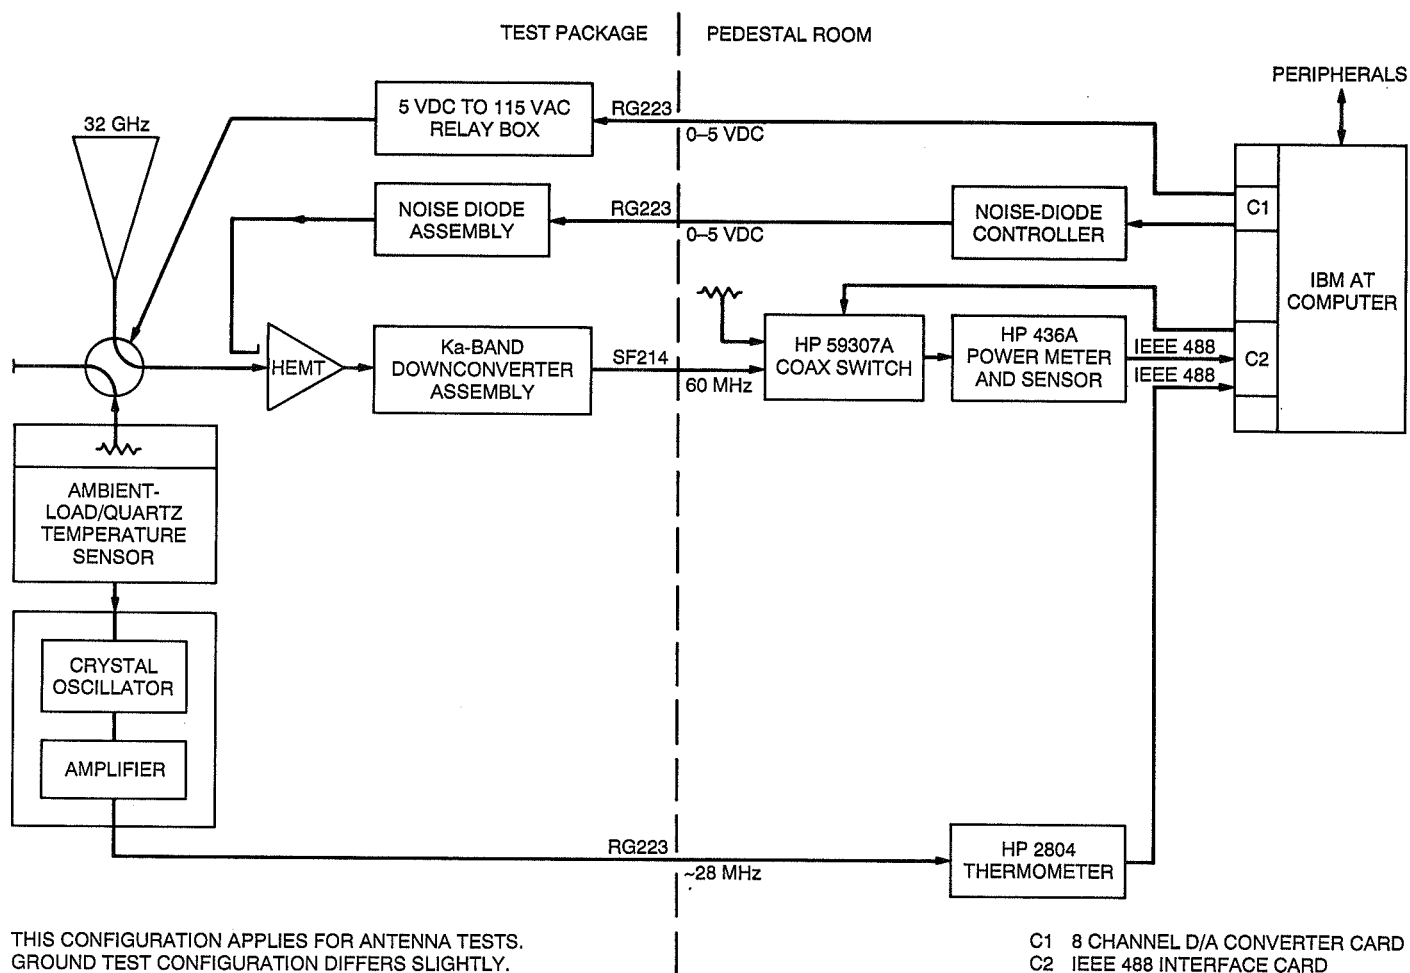 TEST PACKAGE
PEDESTAL ROOM
PERIPHERALS
32 GHz
5 VDC TO 115 VAC
RELAY BOX
RG223
0–5 VDC
C1
NOISE DIODE
ASSEMBLY
RG223
0–5 VDC
NOISE-DIODE
CONTROLLER
IBM AT
COMPUTER
HEMT
Ka-BAND
DOWNCONVERTER
ASSEMBLY
SF214
60 MHz
HP 59307A
COAX SWITCH
HP 436A
POWER METER
AND SENSOR
IEEE 488
IEEE 488
C2
AMBIENT-
LOAD/QUARTZ
TEMPERATURE
SENSOR
CRYSTAL
OSCILLATOR
AMPLIFIER
RG223
~28 MHz
HP 2804
THERMOMETER
THIS CONFIGURATION APPLIES FOR ANTENNA TESTS.
GROUND TEST CONFIGURATION DIFFERS SLIGHTLY.
C1 8 CHANNEL D/A CONVERTER CARD
C2 IEEE 488 INTERFACE CARD